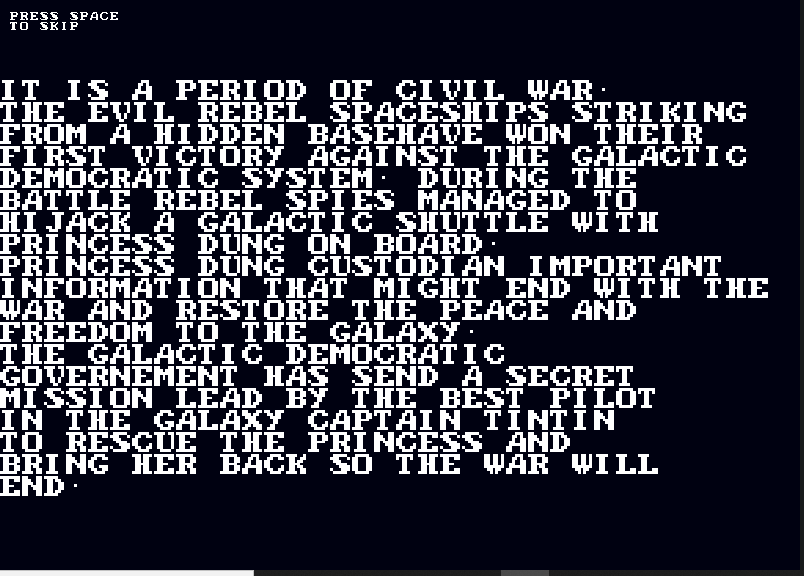 PRESS SPACE
TO SKIP
IT IS A PERIOD OF CIVIL WAR.
THE EVIL REBEL SPACESHIPS STRIKING
FROM A HIDDEN BASEHAVE WON THEIR
FIRST VICTORY AGAINST THE GALACTIC
DEMOCRATIC SYSTEM. DURING THE
BATTLE REBEL SPIES MANAGED TO
HIJACK A GALACTIC SHUTTLE WITH
PRINCESS DUNG ON BOARD.
PRINCESS DUNG CUSTODIAN IMPORTANT
INFORMATION THAT MIGHT END WITH THE
WAR AND RESTORE THE PEACE AND
FREEDOM TO THE GALAXY.
THE GALACTIC DEMOCRATIC
GOVERNEMENT HAS SEND A SECRET
MISSION LEAD BY THE BEST PILOT
IN THE GALAXY CAPTAIN TINTIN
TO RESCUE THE PRINCESS AND
BRING HER BACK SO THE WAR WILL
END.